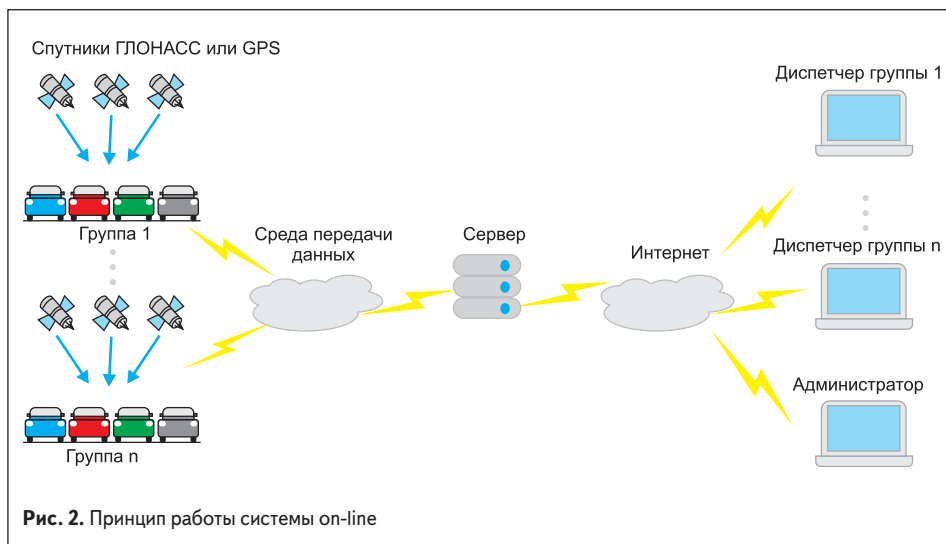 Спутники ГЛОНАСС или GPS
Группа 1
Группа n
Среда передачи
данных
Сервер
Интернет
Диспетчер группы 1
Диспетчер группы n
Администратор
Рис. 2. Принцип работы системы on-line